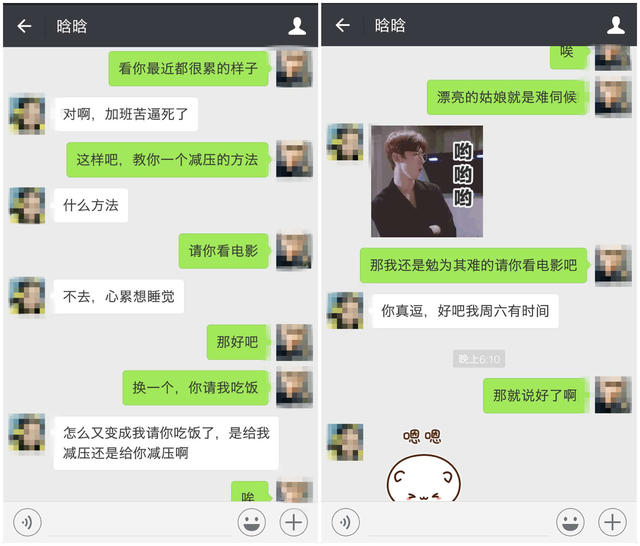 晗晗
看你最近都很累的样子
对啊，加班苦逼死了
这样吧，教你一个减压的方法
什么方法
请你看电影
不去，心累想睡觉
那好吧
换一个，你请我吃饭
怎么又变成我请你吃饭了，是给我
减压还是给你减压啊
唉
晗晗
唉
漂亮的姑娘就是难伺候
那我还是勉为其难的请你看电影吧
你真逗，好吧我周六有时间
晚上6:10
那就说好了啊
嗯嗯